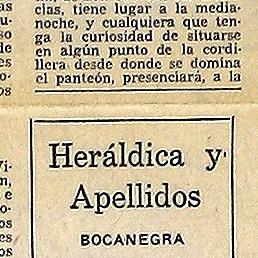 cias, tiene lugar a la media-
noche, y cualquiera que ten-
ga la curiosidad de situarse
en algún punto de la cordi-
llera desde donde se domina
el panteón, presenciará, a la
Heráldica y
Apellidos
BOCANEGRA